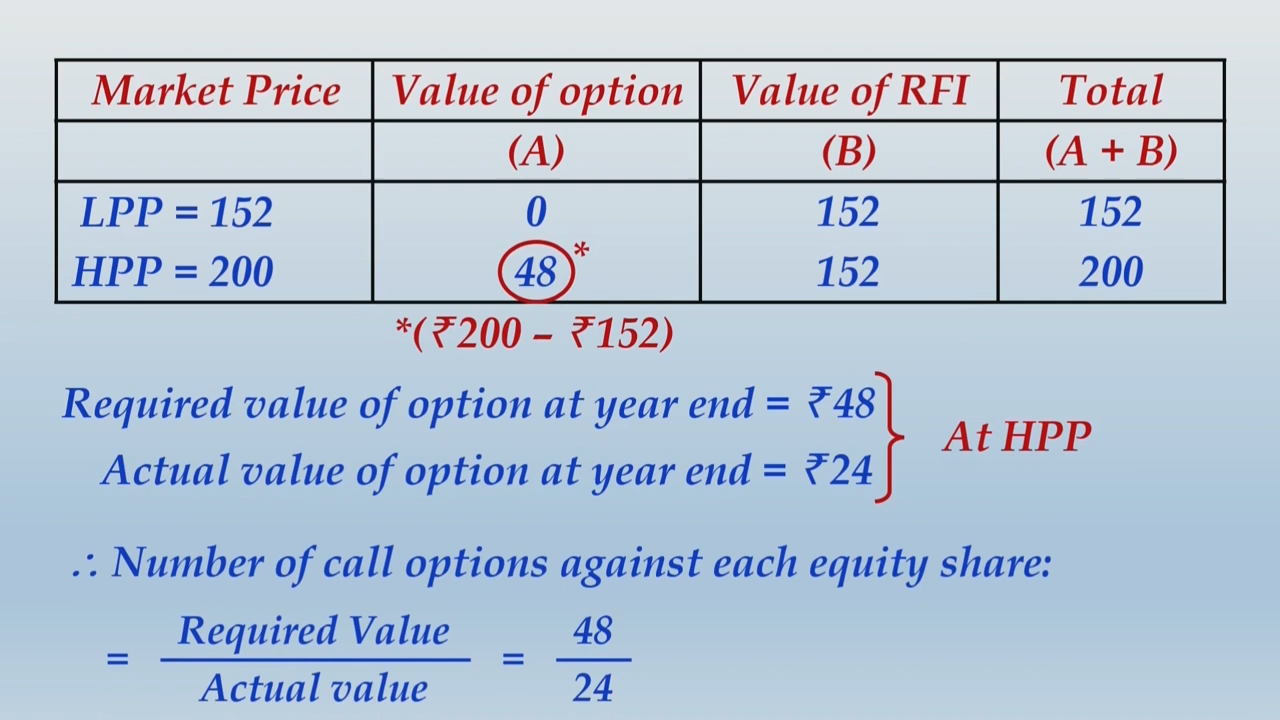 Market Price Value of option Value of RFI Total
(A) (B) (A + B)
LPP = 152 0 152 152
HPP = 200 48* 152 200
*(₹200 – ₹152)
Required value of option at year end = ₹48
At HPP
Actual value of option at year end = ₹24
∴ Number of call options against each equity share:
= Required Value / Actual value = 48 / 24